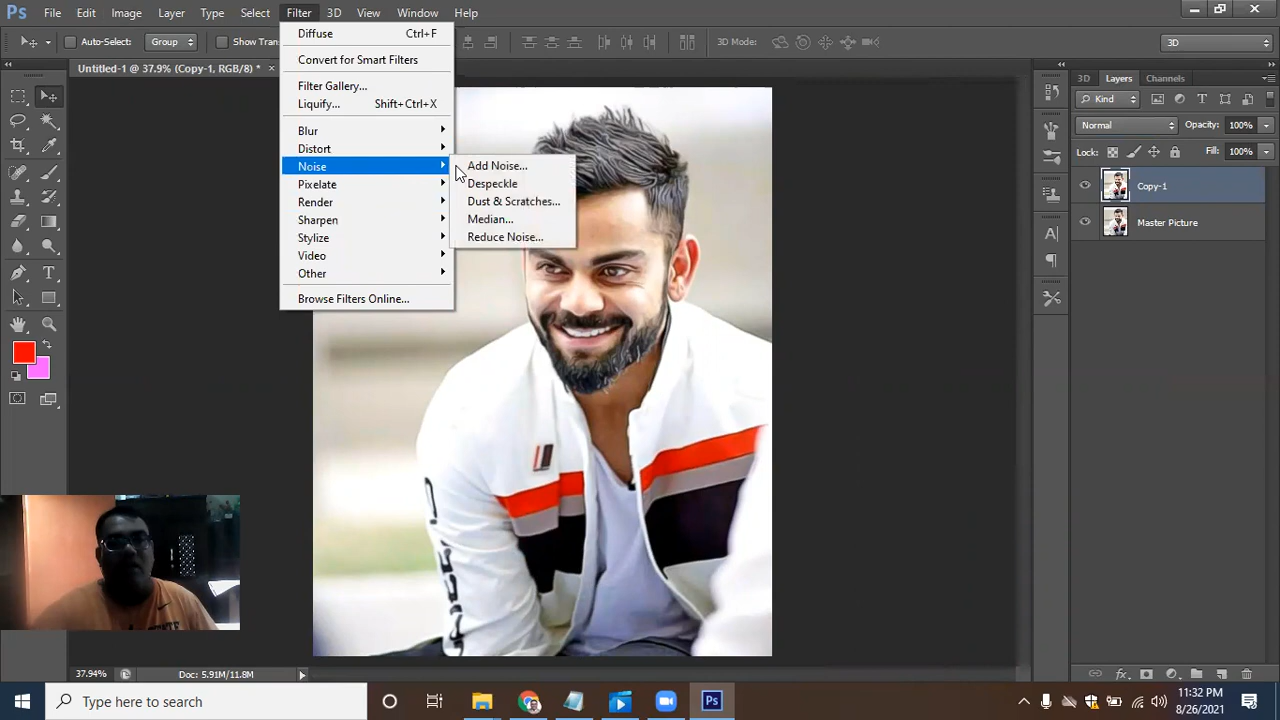 Ps File Edit Image Layer Type Select Filter 3D View Window Help
Auto-Select: Group Show Tran 3D Mode: 3D
Untitled-1 @ 37.9% (Copy-1, RGB/8) * ×
Diffuse Ctrl+F
Convert for Smart Filters
Filter Gallery...
Liquify... Shift+Ctrl+X
Blur
Distort
Noise
Pixelate
Render
Sharpen
Stylize
Video
Other
Browse Filters Online...
Add Noise...
Despeckle
Dust & Scratches...
Median...
Reduce Noise...
3D Layers Channels
Kind
Normal Opacity: 100%
Lock: Fill: 100%
Copy-1
Master Picture
37.94% Doc: 5.91M/11.8M
Type here to search
Ps
1:32 PM
8/26/2021